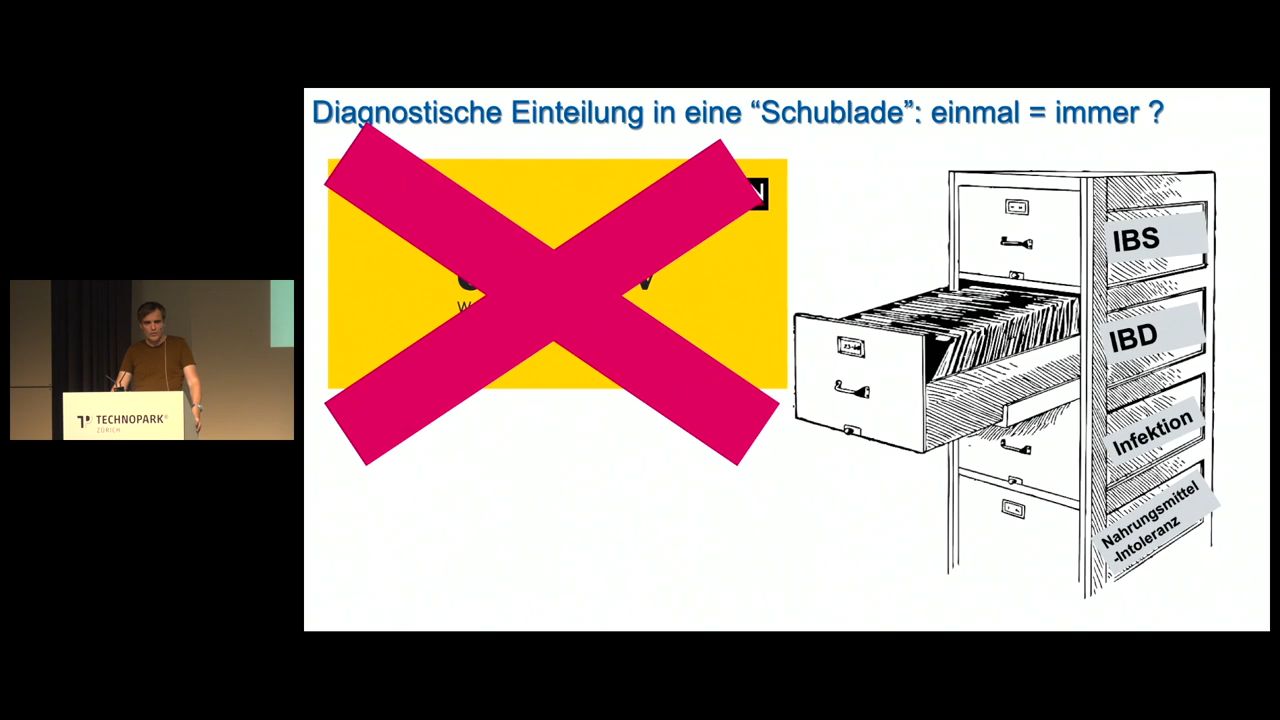 Diagnostische Einteilung in eine “Schublade”: einmal = immer ?
IBS
IBD
Infektion
Nahrungsmittel
-Intoleranz
TECHNOPARK®
ZÜRICH